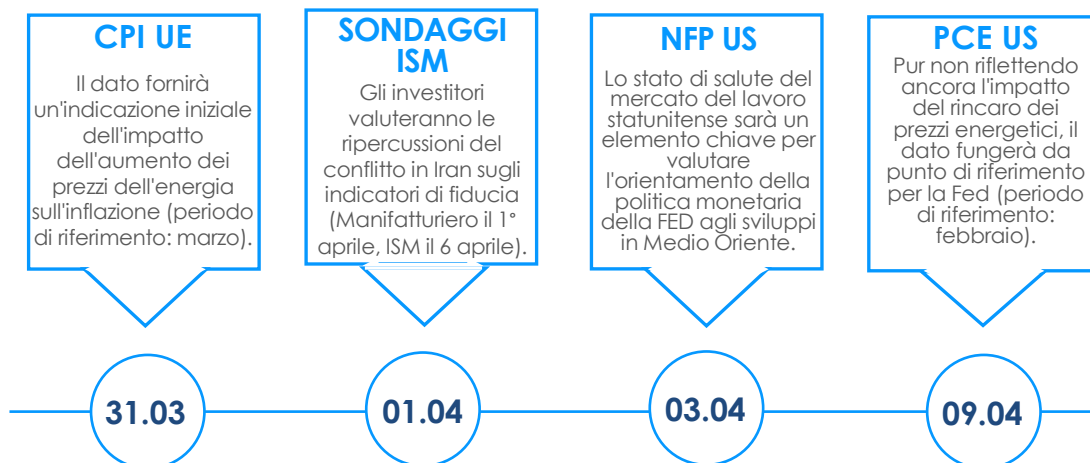 CPI UE
Il dato fornirà
un'indicazione iniziale
dell'impatto
dell'aumento dei
prezzi dell'energia
sull'inflazione (periodo
di riferimento: marzo).
SONDAGGI
ISM
Gli investitori
valuteranno le
ripercussioni del
conflitto in Iran sugli
indicatori di fiducia
(Manifatturiero il 1°
aprile, ISM il 6 aprile).
NFP US
Lo stato di salute del
mercato del lavoro
statunitense sarà un
elemento chiave per
valutare
l'orientamento della
politica monetaria
della FED agli sviluppi
in Medio Oriente.
PCE US
Pur non riflettendo
ancora l'impatto
del rincaro dei
prezzi energetici, il
dato fungerà da
punto di riferimento
per la Fed (periodo
di riferimento:
febbraio).
31.03
01.04
03.04
09.04